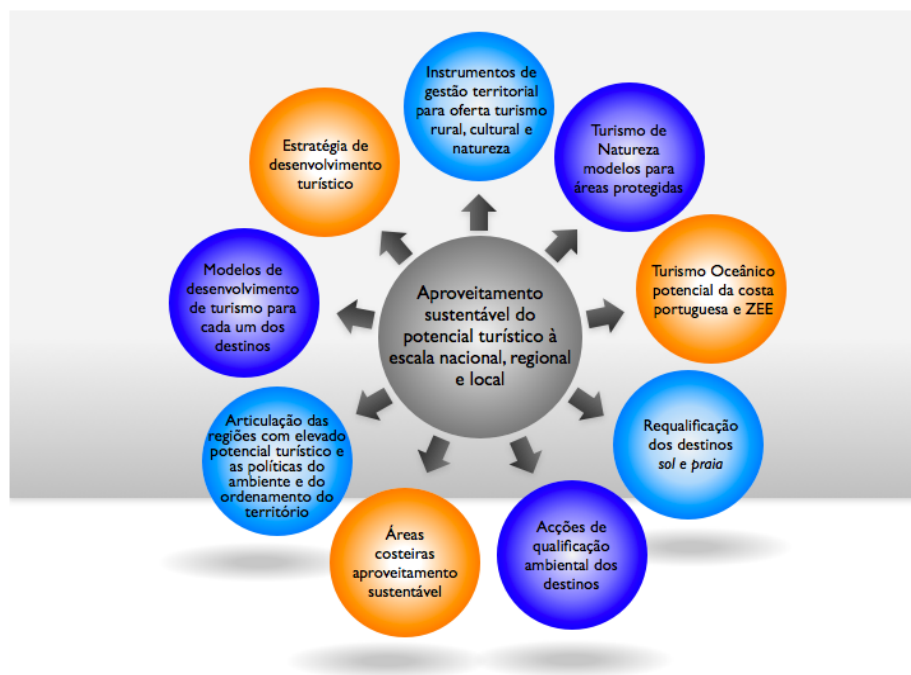 Instrumentos de
gestão territorial
para oferta turismo
rural, cultural e
natureza
Turismo de
Natureza
modelos para
áreas protegidas
Turismo Oceânico
potencial da costa
portuguesa e ZEE
Requalificação
dos destinos
sol e praia
Acções de
qualificação
ambiental dos
destinos
Áreas
costeiras
aproveitamento
sustentável
Articulação das
regiões com elevado
potencial turístico e
as políticas do
ambiente e do
ordenamento do
território
Modelos de
desenvolvimento
de turismo para
cada um dos
destinos
Estratégia de
desenvolvimento
turístico
Aproveitamento
sustentável do
potencial turístico à
escala nacional, regional
e local